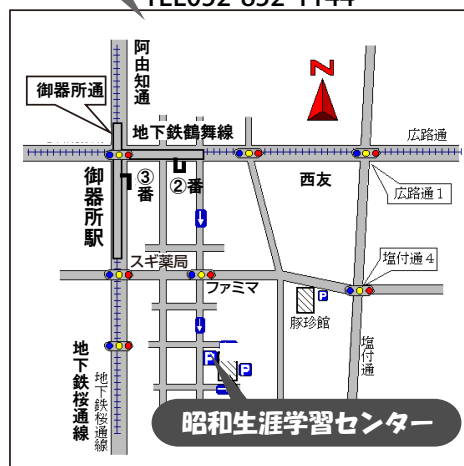 TEL052-852-1144
阿由知通
御器所通
N
地下鉄鶴舞線
広路通
③番
②番
西友
広路通1
御器所駅
スギ薬局
ファミマ
塩付通4
P
豚珍館
塩付通
地下鉄桜通線
地下鉄桜通線
P
P
昭和生涯学習センター